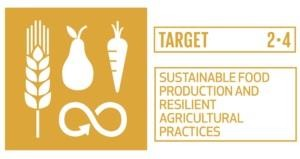 TARGET 2·4
SUSTAINABLE FOOD
PRODUCTION AND
RESILIENT
AGRICULTURAL
PRACTICES